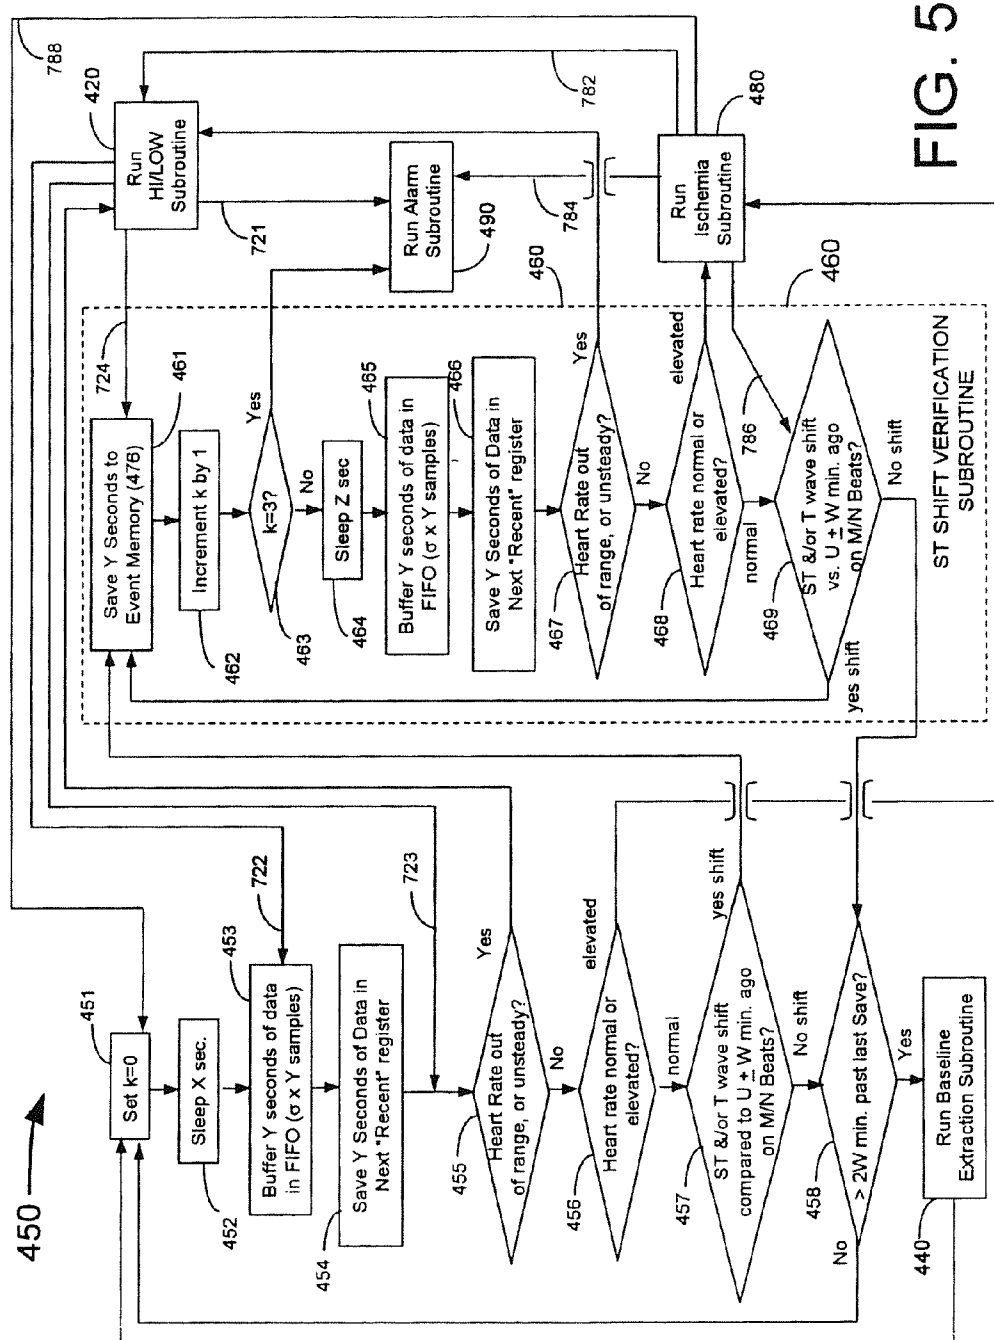 450
451
Set k=0
Sleep X sec.
452
453
Buffer Y seconds of data
in FIFO (σ x Y samples)
722
Save Y Seconds of Data in
Next "Recent" register
454
723
Heart Rate out
of range, or unsteady?
455
Yes
No
Heart rate normal or
elevated?
456
elevated
normal
ST &/or T wave shift
compared to U ± W min. ago
on M/N Beats?
457
yes shift
No shift
> 2W min. past last Save?
458
No
Yes
Run Baseline
Extraction Subroutine
440
788
420
Run
HI/LOW
Subroutine
782
724
721
Save Y Seconds to
Event Memory (476)
461
Increment k by 1
462
k=3?
463
Yes
No
Sleep Z sec
464
Run Alarm
Subroutine
490
784
Buffer Y seconds of data in
FIFO (σ x Y samples)
465
460
Save Y Seconds of Data in
Next "Recent" register
466
Heart Rate out
of range, or unsteady?
467
Yes
No
Heart rate normal or
elevated?
468
elevated
normal
Run
Ischemia
Subroutine
480
786
460
ST &/or T wave shift
vs. U ± W min. ago
on M/N Beats?
469
yes shift
No shift
ST SHIFT VERIFICATION
SUBROUTINE
FIG. 5